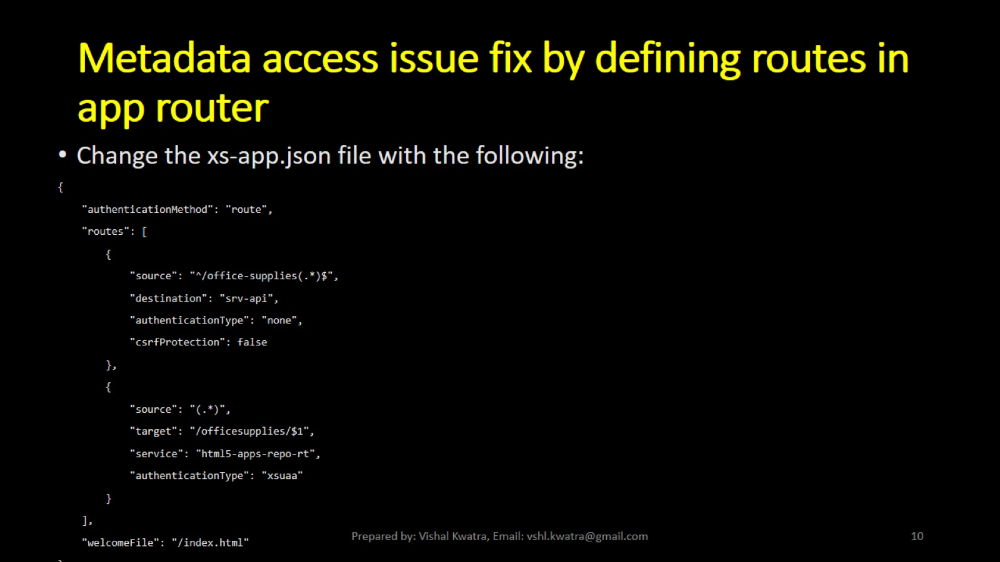 Metadata access issue fix by defining routes in
app router
• Change the xs-app.json file with the following:
{
"authenticationMethod": "route",
"routes": [
{
"source": "^/office-supplies(.*)$",
"destination": "srv-api",
"authenticationType": "none",
"csrfProtection": false
},
{
"source": "(.*)",
"target": "/officesupplies/$1",
"service": "html5-apps-repo-rt",
"authenticationType": "xsuaa"
}
],
"welcomeFile": "/index.html"
Prepared by: Vishal Kwatra, Email: vshl.kwatra@gmail.com
10